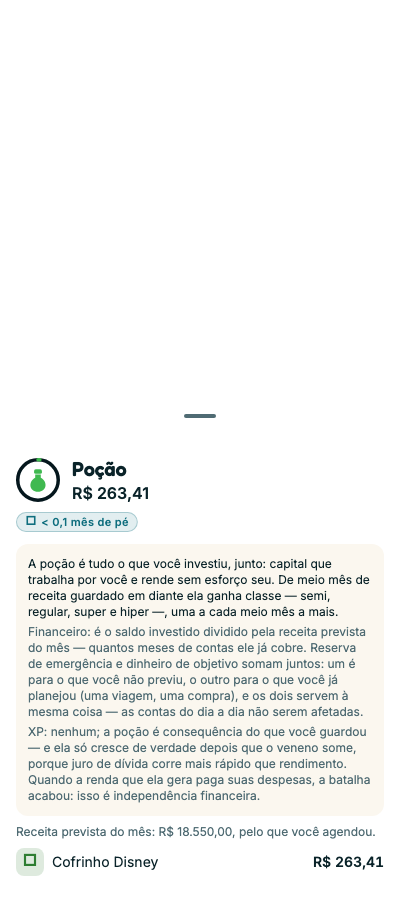 Poção
R$ 263,41
< 0,1 mês de pé
A poção é tudo o que você investiu, junto: capital que
trabalha por você e rende sem esforço seu. De meio mês de
receita guardado em diante ela ganha classe — semi,
regular, super e hiper —, uma a cada meio mês a mais.
Financeiro: é o saldo investido dividido pela receita prevista
do mês — quantos meses de contas ele já cobre. Reserva
de emergência e dinheiro de objetivo somam juntos: um é
para o que você não previu, o outro para o que você já
planejou (uma viagem, uma compra), e os dois servem à
mesma coisa — as contas do dia a dia não serem afetadas.
XP: nenhum; a poção é consequência do que você guardou
— e ela só cresce de verdade depois que o veneno some,
porque juro de dívida corre mais rápido que rendimento.
Quando a renda que ela gera paga suas despesas, a batalha
acabou: isso é independência financeira.
Receita prevista do mês: R$ 18.550,00, pelo que você agendou.
Cofrinho Disney R$ 263,41